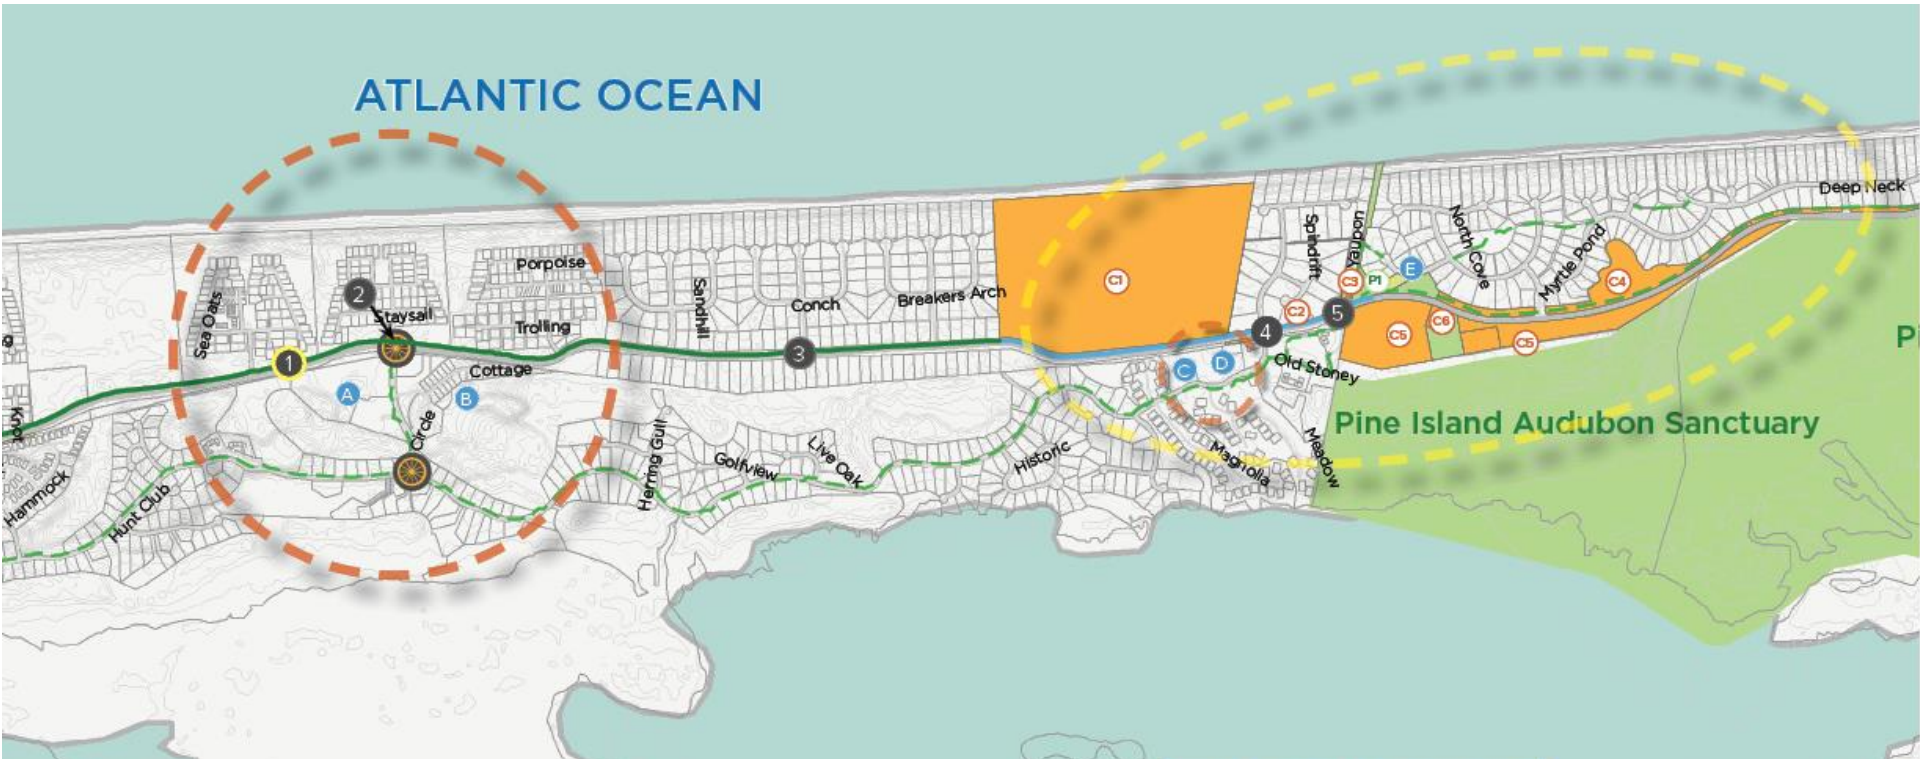 ATLANTIC OCEAN
Deep Neck
Spindrift
Yaupon
North Cove
Myrtle Pond
Porpoise
Sea Oats
2
Staysail
Trolling
Sandhill
Conch
Breakers Arch
C1
C3
P1
E
C4
C2
5
C6
C5
C5
4
1
3
Cottage
A
B
C
D
Old Stoney
P
g
Knot
Circle
Pine Island Audubon Sanctuary
Herring Gull
Golfview
Live Oak
Historic
Magnolia
Meadow
Hammock
Hunt Club